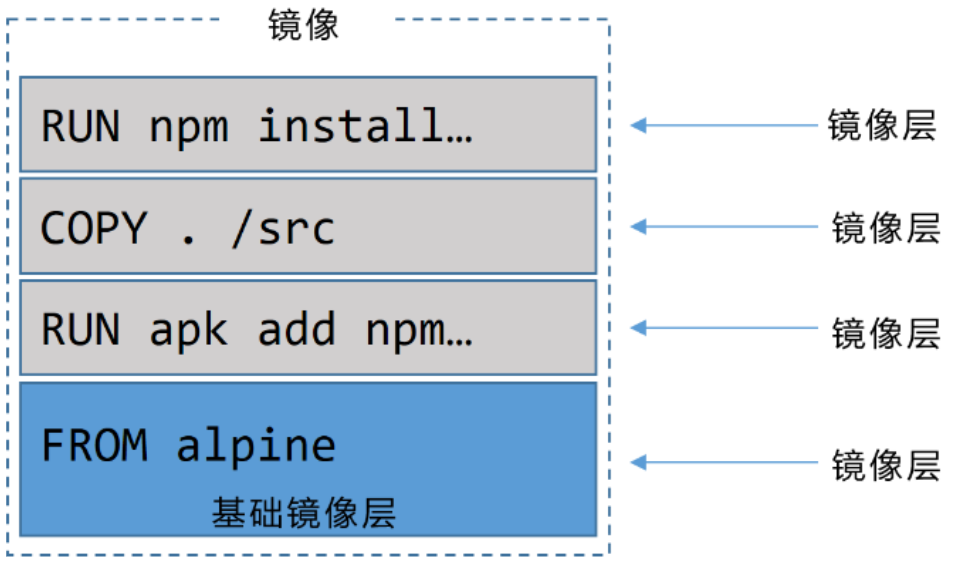 镜像
RUN npm install…
镜像层
COPY . /src
镜像层
RUN apk add npm…
镜像层
FROM alpine
镜像层
基础镜像层